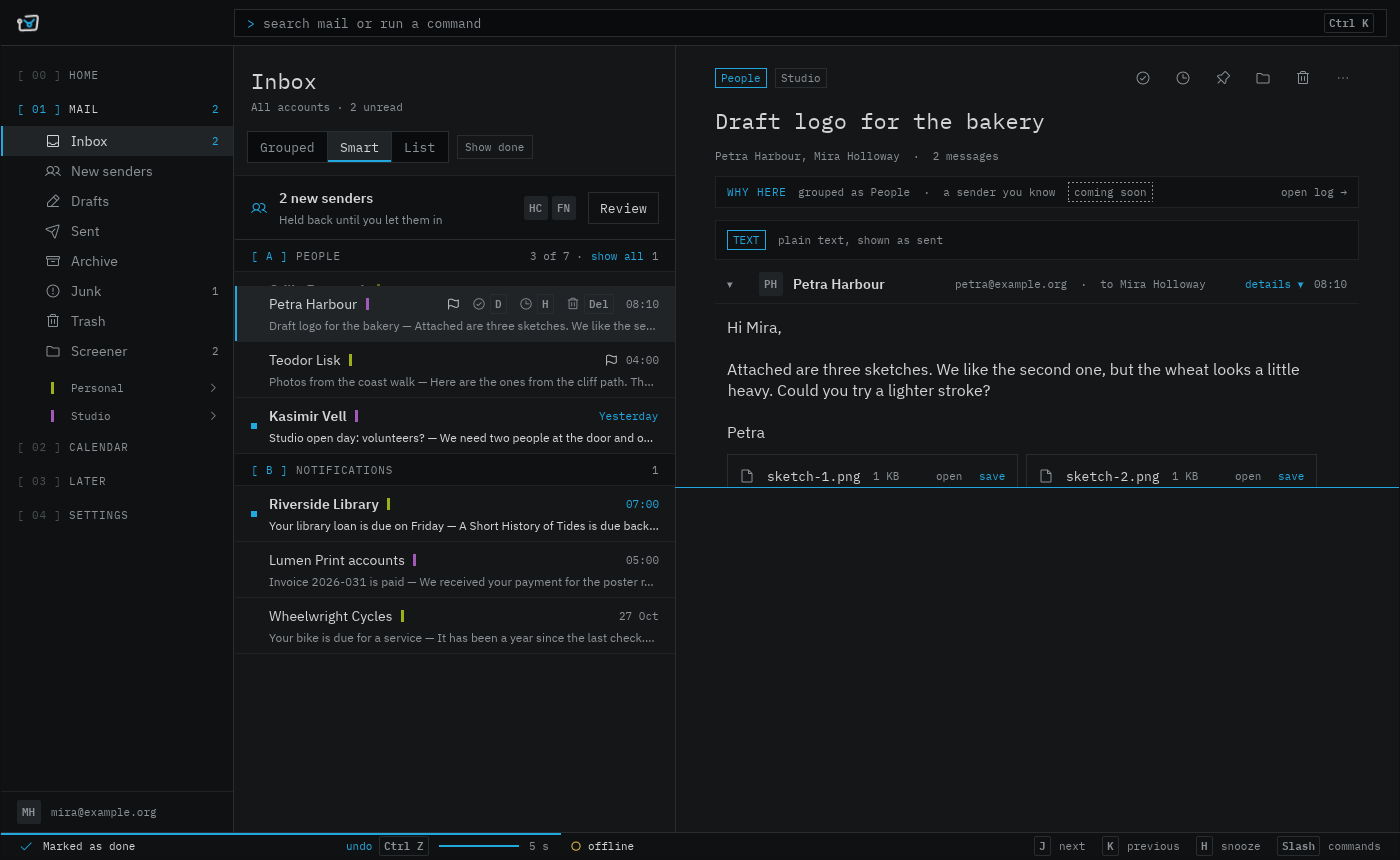 > search mail or run a command Ctrl K
[ 00 ] HOME
[ 01 ] MAIL 2
Inbox 2
New senders
Drafts
Sent
Archive
Junk 1
Trash
Screener 2
Personal
Studio
[ 02 ] CALENDAR
[ 03 ] LATER
[ 04 ] SETTINGS
MH mira@example.org
Inbox
All accounts · 2 unread
Grouped Smart List Show done
2 new senders
Held back until you let them in
HC FN Review
[ A ] PEOPLE 3 of 7 · show all 1
Petra Harbour D H Del 08:10
Draft logo for the bakery — Attached are three sketches. We like the se…
Teodor Lisk 04:00
Photos from the coast walk — Here are the ones from the cliff path. Th…
Kasimir Vell Yesterday
Studio open day: volunteers? — We need two people at the door and o…
[ B ] NOTIFICATIONS 1
Riverside Library 07:00
Your library loan is due on Friday — A Short History of Tides is due back…
Lumen Print accounts 05:00
Invoice 2026-031 is paid — We received your payment for the poster r…
Wheelwright Cycles 27 Oct
Your bike is due for a service — It has been a year since the last check.…
People Studio ···
Draft logo for the bakery
Petra Harbour, Mira Holloway · 2 messages
WHY HERE grouped as People · a sender you know coming soon open log →
TEXT plain text, shown as sent
▾ PH Petra Harbour petra@example.org · to Mira Holloway details ▾ 08:10
Hi Mira,
Attached are three sketches. We like the second one, but the wheat looks a little
heavy. Could you try a lighter stroke?
Petra
sketch-1.png 1 KB open save sketch-2.png 1 KB open save
Marked as done undo Ctrl Z 5 s offline J next K previous H snooze Slash commands